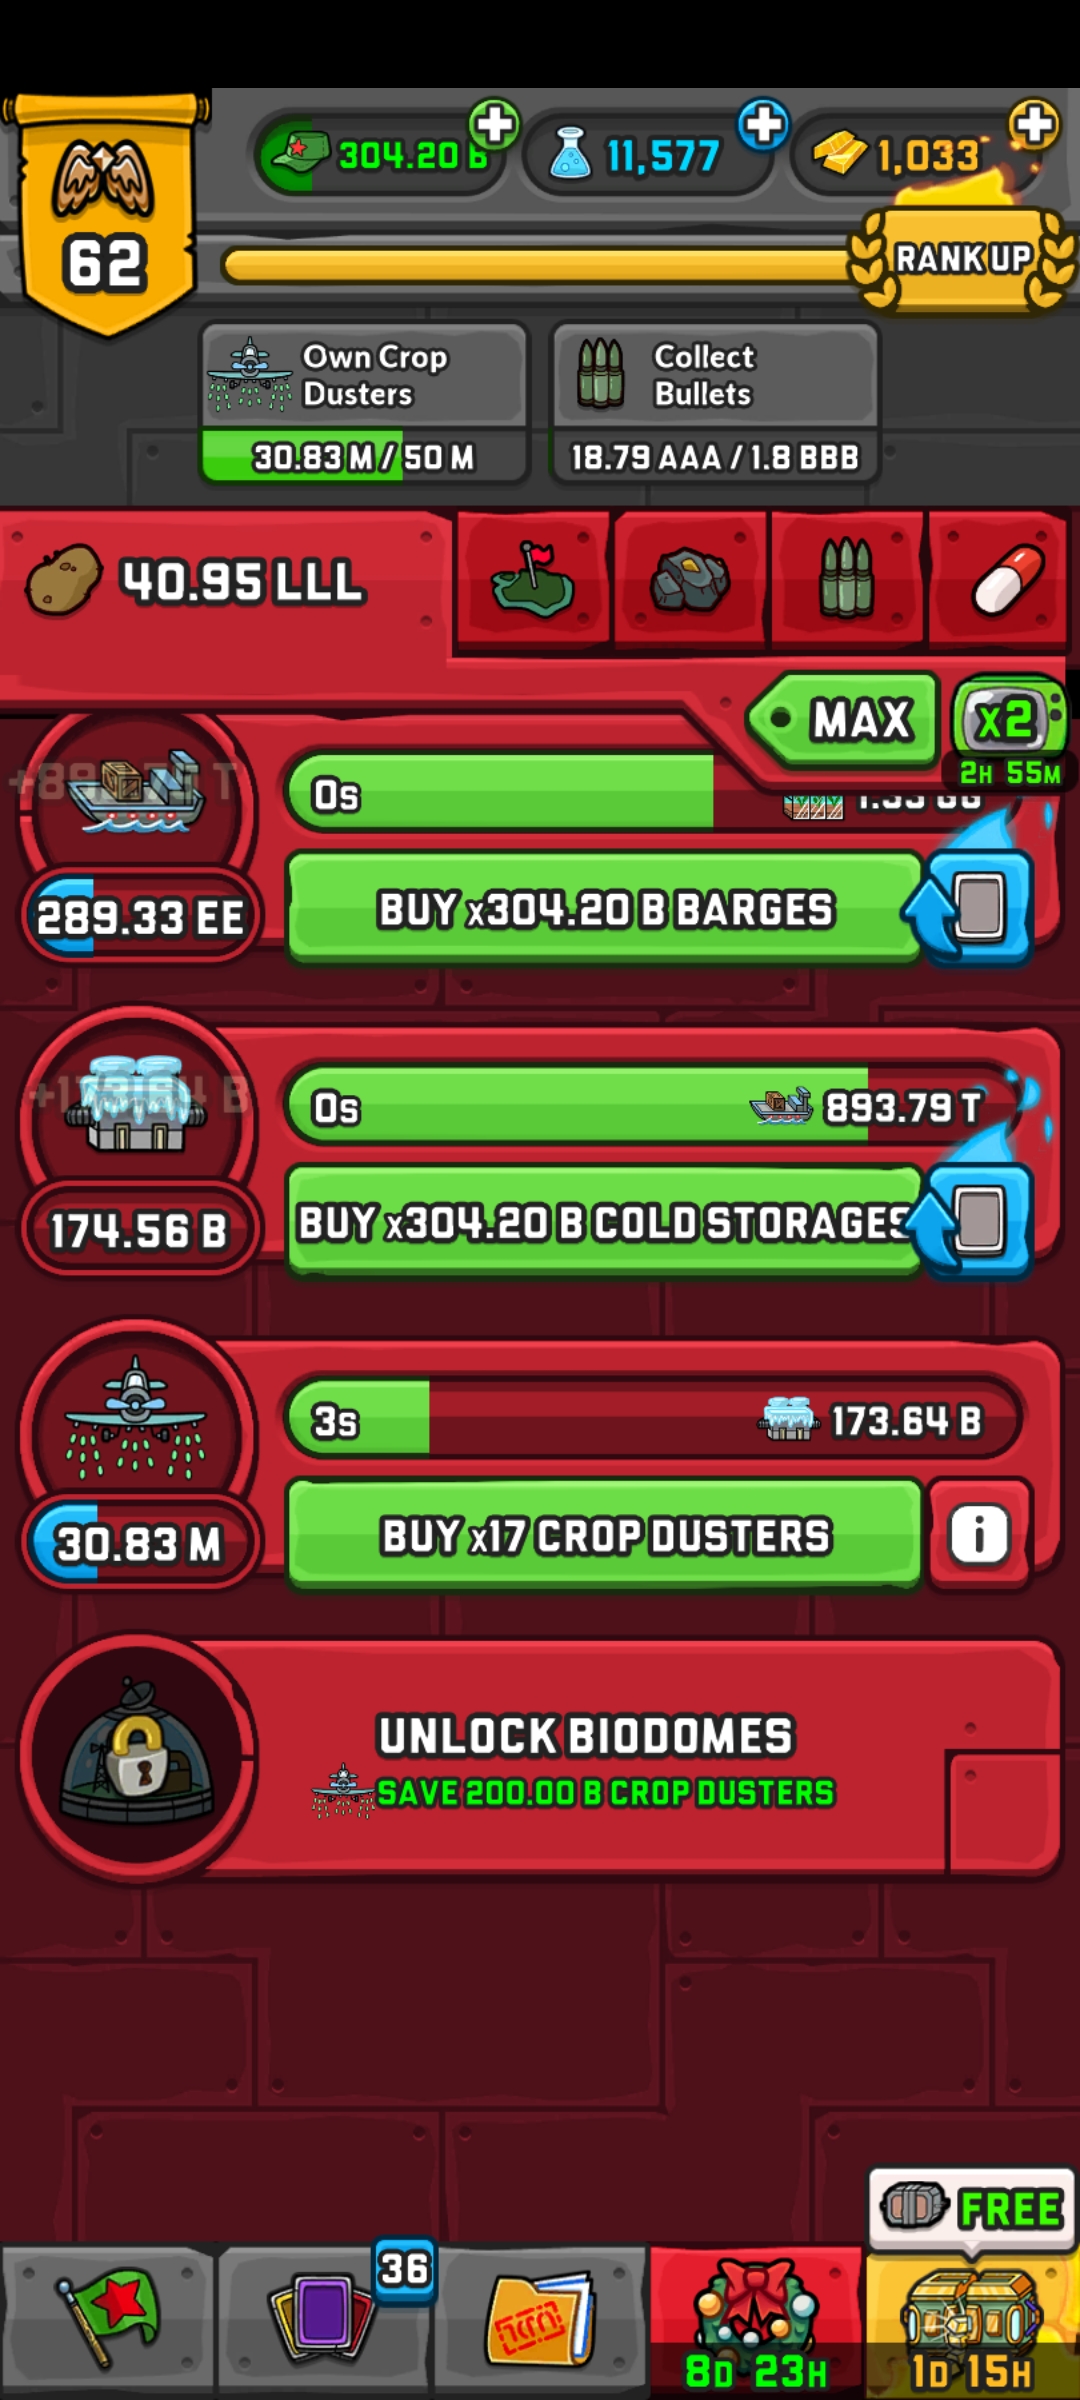 62
304.20 B
11,577
1,033
RANK UP
Own Crop
Dusters
30.83 M / 50 M
Collect
Bullets
18.79 AAA / 1.8 BBB
40.95 LLL
MAX
x2
2H 55M
0s
289.33 EE
BUY x304.20 B BARGES
0s
893.79 T
174.56 B
BUY x304.20 B COLD STORAGES
3s
173.64 B
30.83 M
BUY x17 CROP DUSTERS
i
UNLOCK BIODOMES
SAVE 200.00 B CROP DUSTERS
FREE
36
8D 23H
1D 15H